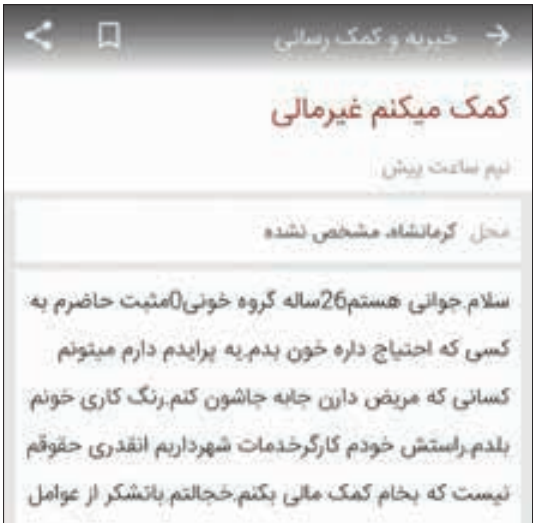 خیریه و کمک رسانی
کمک میکنم غیرمالی
نیم ساعت پیش
محل کرمانشاه، مشخص نشده
سلام.جوانی هستم26ساله گروه خونی0مثبت حاضرم به
کسی که احتیاج داره خون بدم.یه پرایدم دارم میتونم
کسانی که مریض دارن جابه جاشون کنم.رنگ کاری خونم
بلدم.راستش خودم کارگرخدمات شهرداریم انقدری حقوقم
نیست که بخام کمک مالی بکنم.خجالتم.باتشکر از عوامل